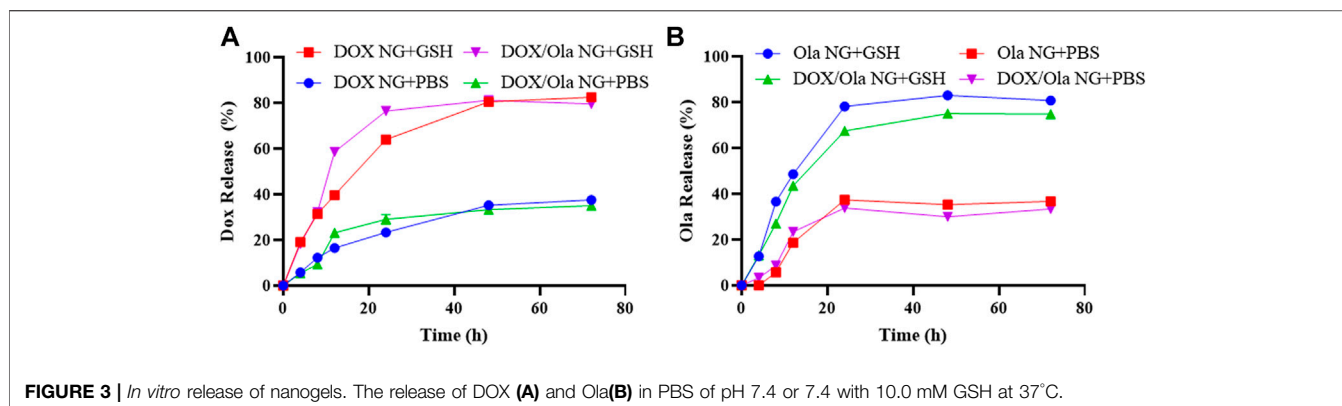 A
DOX NG+GSH DOX/Ola NG+GSH
DOX NG+PBS DOX/Ola NG+PBS
100
80
60
40
20
0
Dox Release (%)
0 20 40 60 80
Time (h)
B
Ola NG+GSH Ola NG+PBS
DOX/Ola NG+GSH DOX/Ola NG+PBS
100
80
60
40
20
0
Ola Realease (%)
0 20 40 60 80
Time (h)
FIGURE 3 | In vitro release of nanogels. The release of DOX (A) and Ola(B) in PBS of pH 7.4 or 7.4 with 10.0 mM GSH at 37°C.